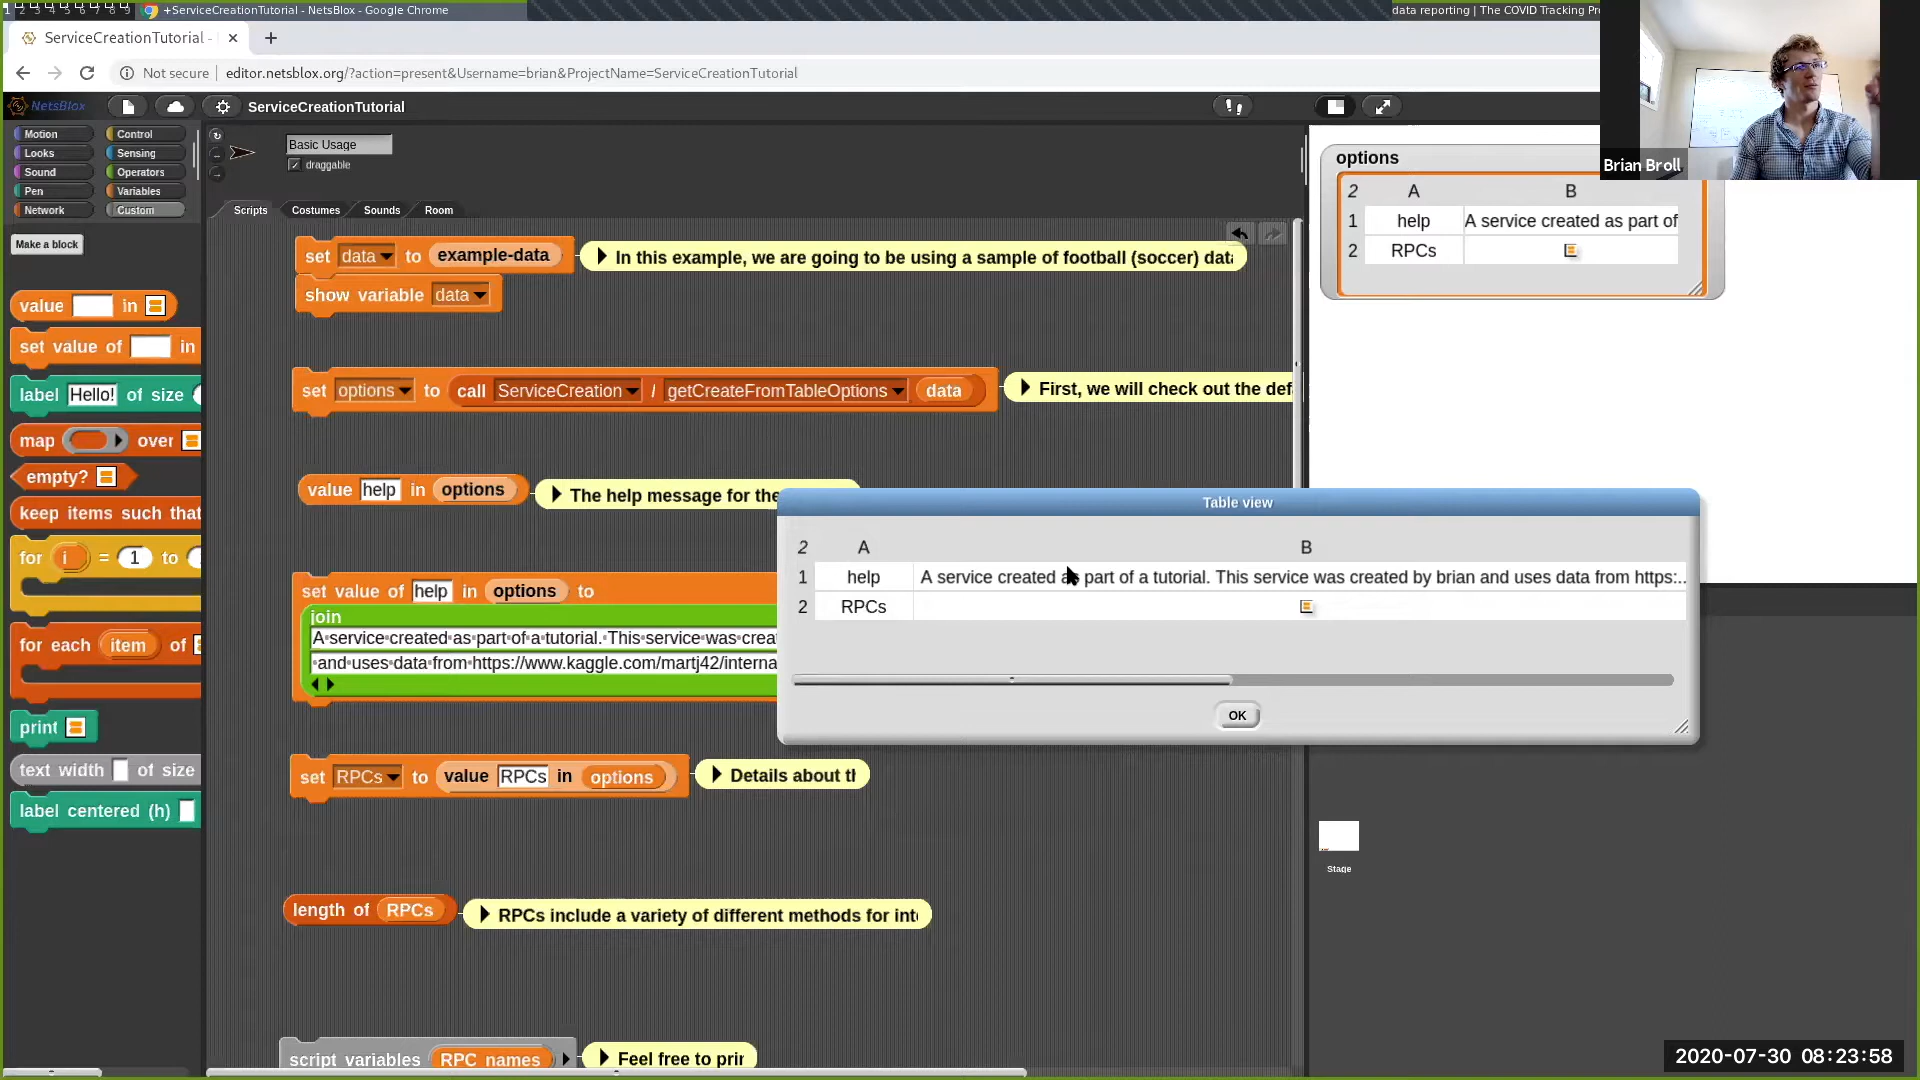 1 2 3 4 5 6 7 8 9
+ServiceCreationTutorial - NetsBlox - Google Chrome
data reporting | The COVID Tracking Pr
ServiceCreationTutorial -
Not secure
editor.netsblox.org/?action=present&Username=brian&ProjectName=ServiceCreationTutorial
NetsBlox
ServiceCreationTutorial
Motion
Control
Looks
Sensing
Sound
Operators
Pen
Variables
Network
Custom
Make a block
value in
set value of in
label Hello! of size
map over
empty?
keep items such that
for i = 1 to
for each item of
print
text width of size
label centered (h)
Basic Usage
draggable
Scripts Costumes Sounds Room
set data to example-data
In this example, we are going to be using a sample of football (soccer) data
show variable data
set options to call ServiceCreation / getCreateFromTableOptions data
First, we will check out the def
value help in options
The help message for the
set value of help in options to
join
A service created as part of a tutorial. This service was creat
and uses data from https://www.kaggle.com/martj42/interna
set RPCs to value RPCs in options
Details about th
length of RPCs
RPCs include a variety of different methods for int
script variables RPC names
Feel free to prin
options
2 A B
1 help A service created as part of
2 RPCs
Brian Broll
Table view
2 A B
1 help A service created as part of a tutorial. This service was created by brian and uses data from https:...
2 RPCs
OK
Stage
2020-07-30 08:23:58